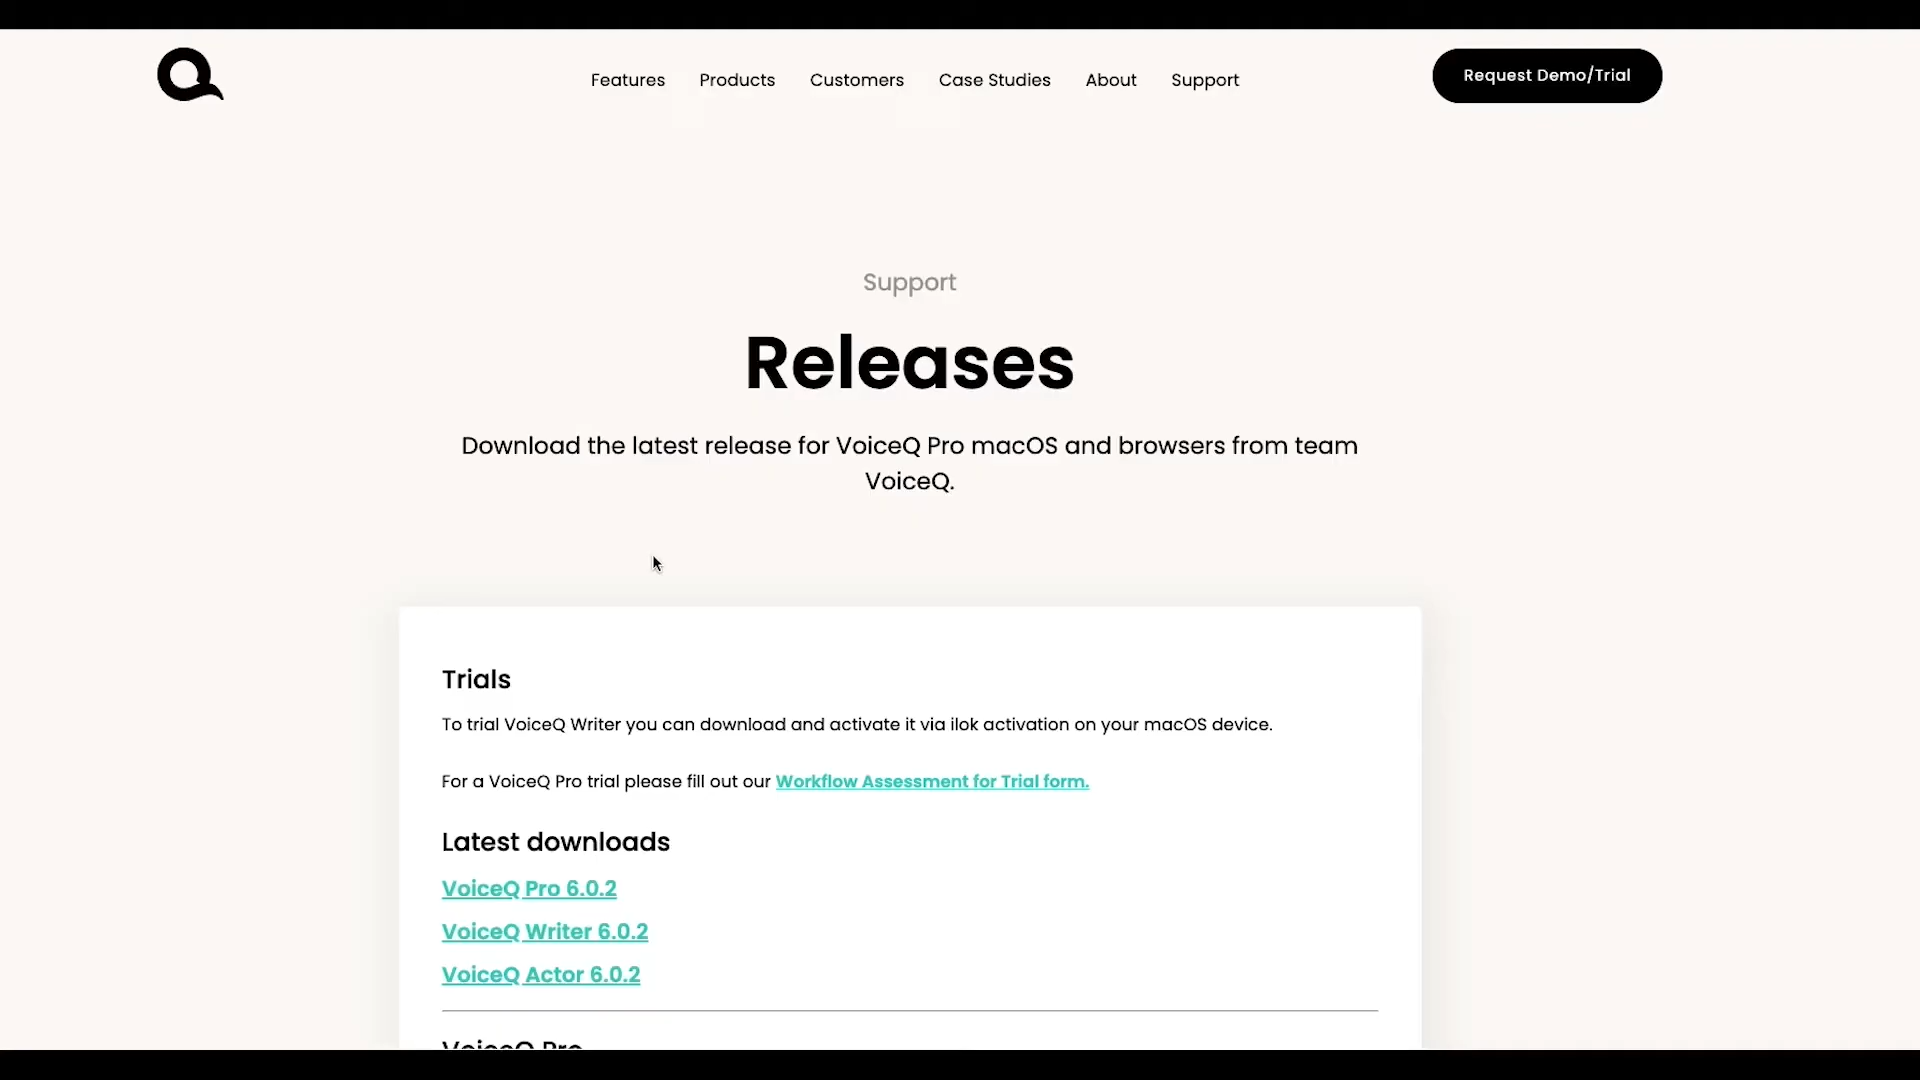 Features Products Customers Case Studies About Support Request Demo/Trial
Support
Releases
Download the latest release for VoiceQ Pro macOS and browsers from team
VoiceQ.
Trials
To trial VoiceQ Writer you can download and activate it via ilok activation on your macOS device.
For a VoiceQ Pro trial please fill out our Workflow Assessment for Trial form.
Latest downloads
VoiceQ Pro 6.0.2
VoiceQ Writer 6.0.2
VoiceQ Actor 6.0.2
VoiceQ Pro